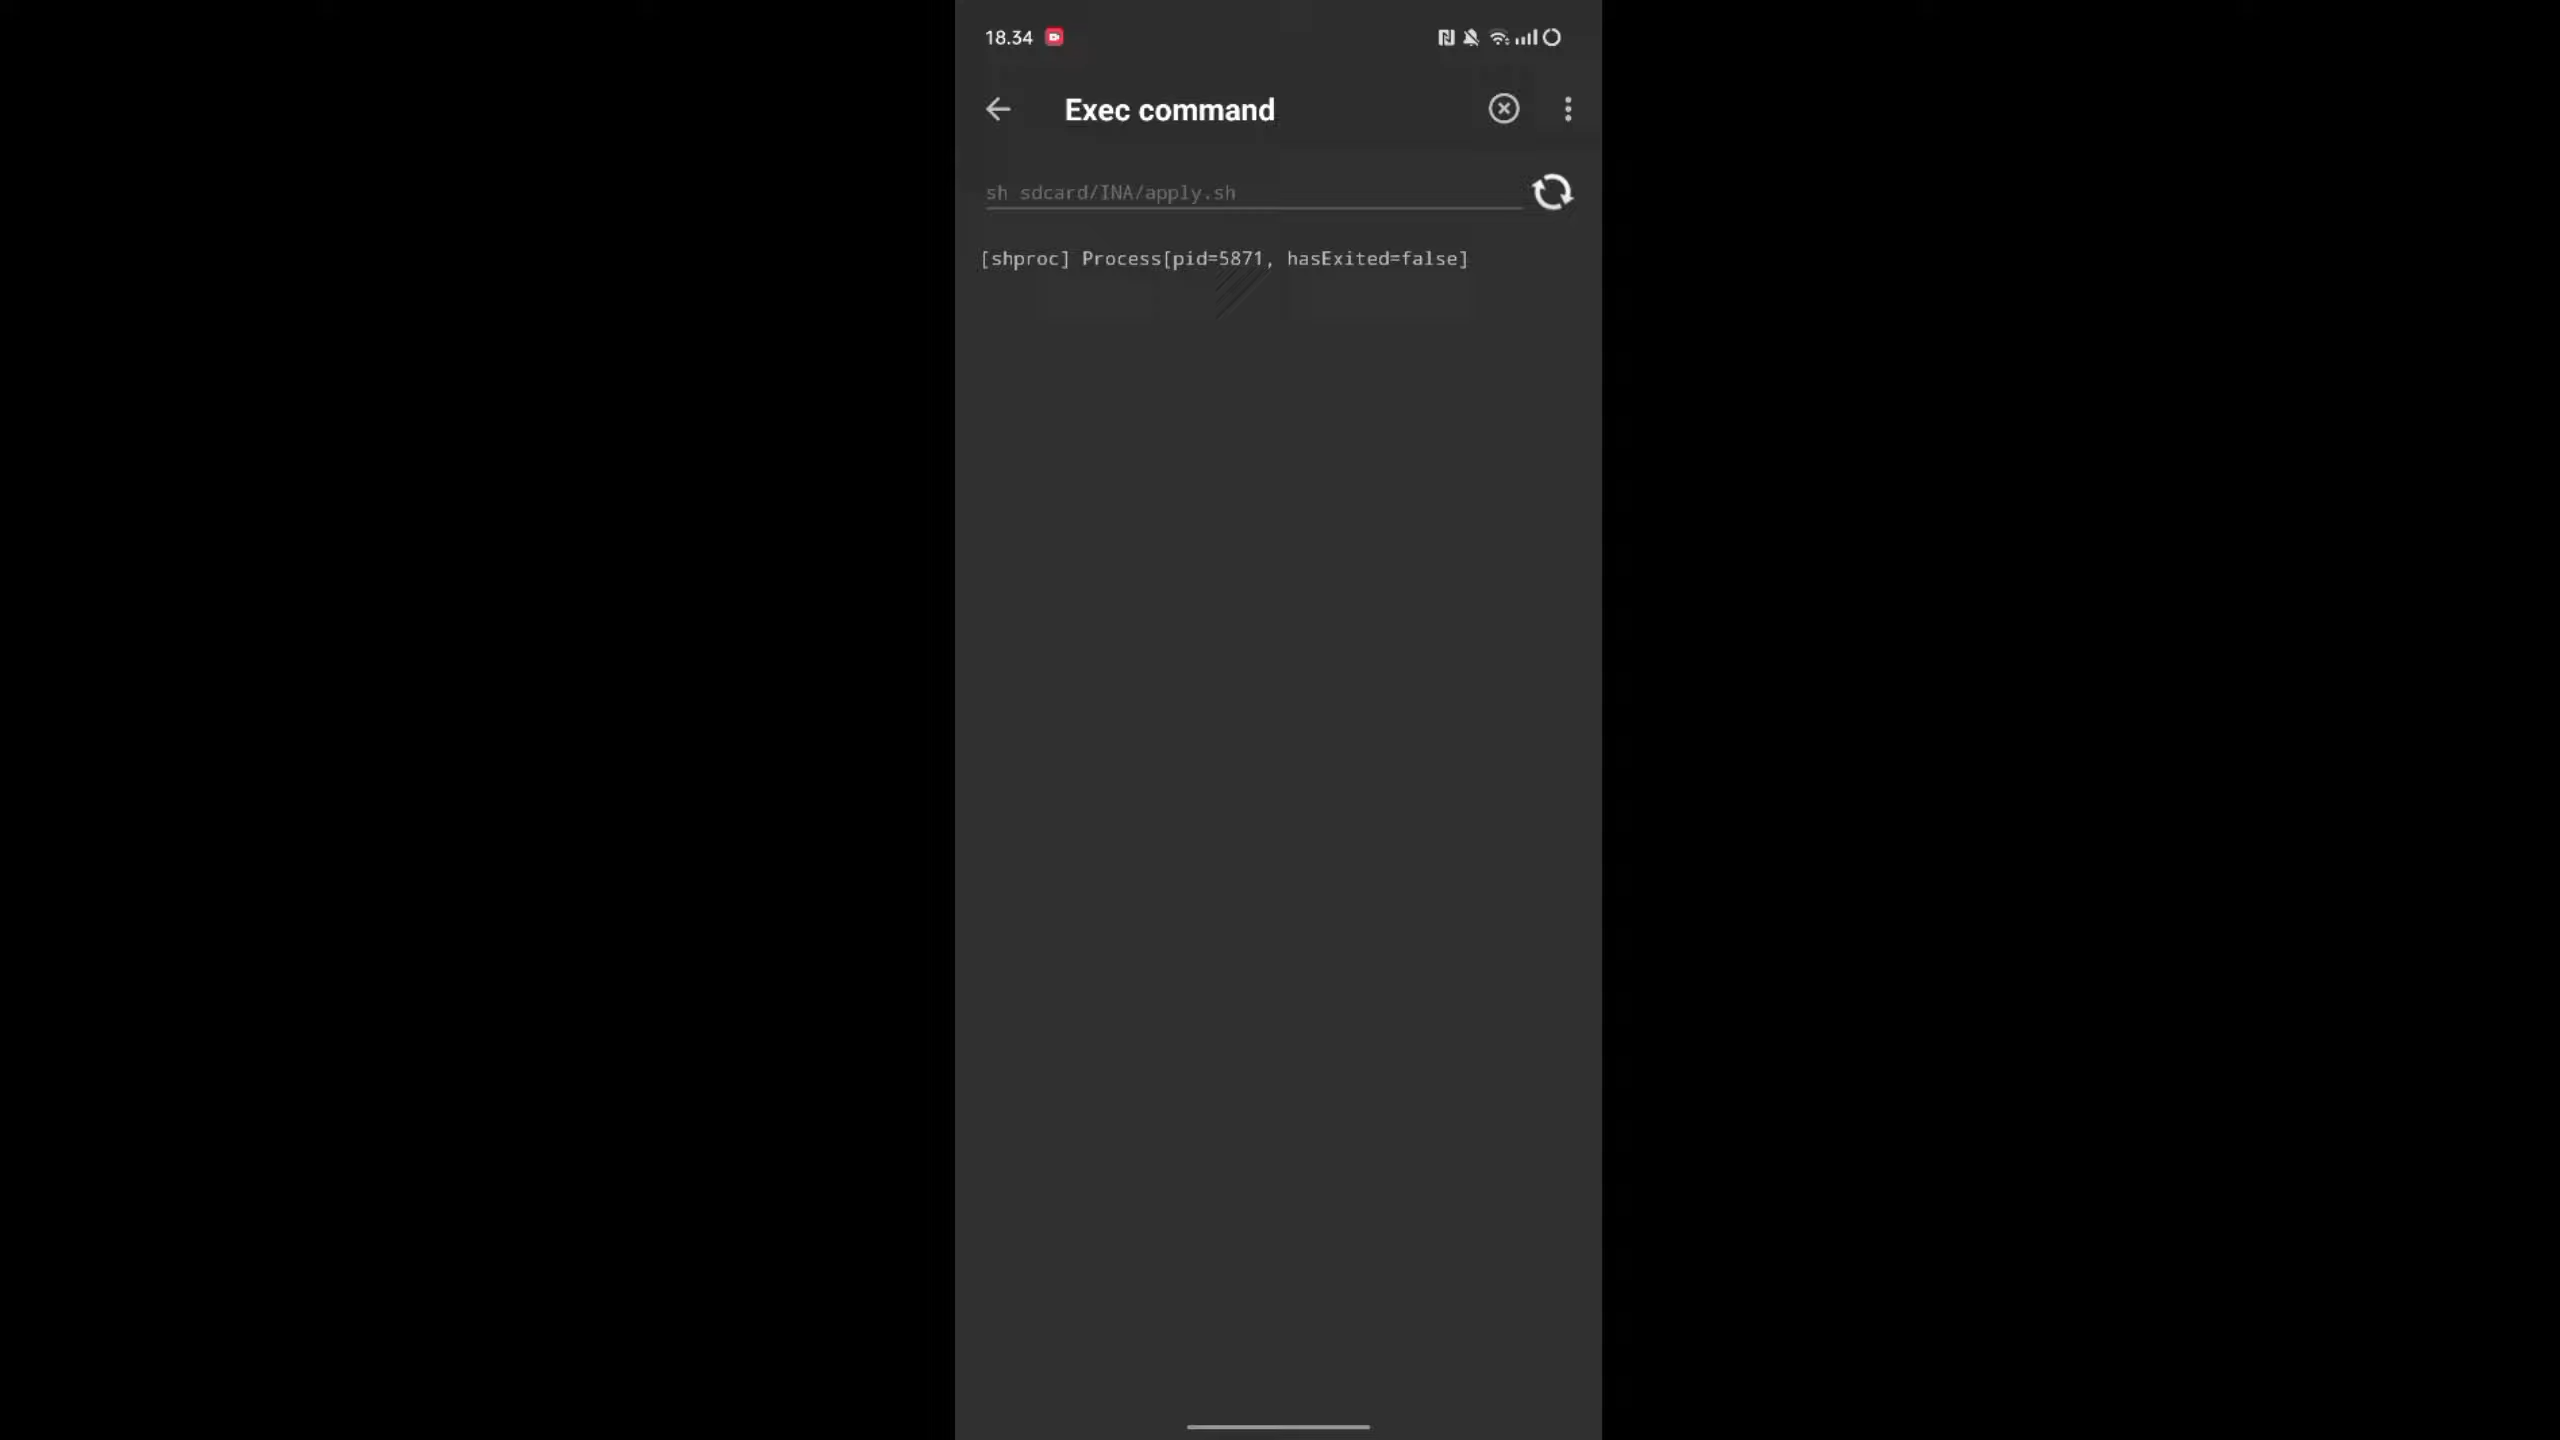 18.34
Exec command
sh sdcard/INA/apply.sh
[shproc] Process[pid=5871, hasExited=false]